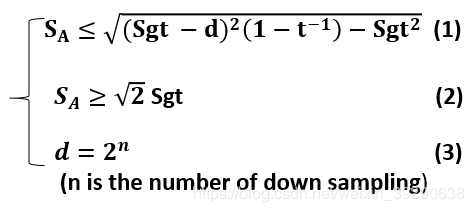 S_A ≤ √((Sgt − d)²(1 − t⁻¹) − Sgt²) (1)
S_A ≥ √2 Sgt (2)
d = 2ⁿ (3)
(n is the number of down sampling)